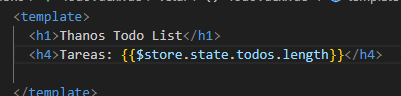 <template>
<h1>Thanos Todo List</h1>
<h4>Tareas: {{$store.state.todos.length}}</h4>
</template>